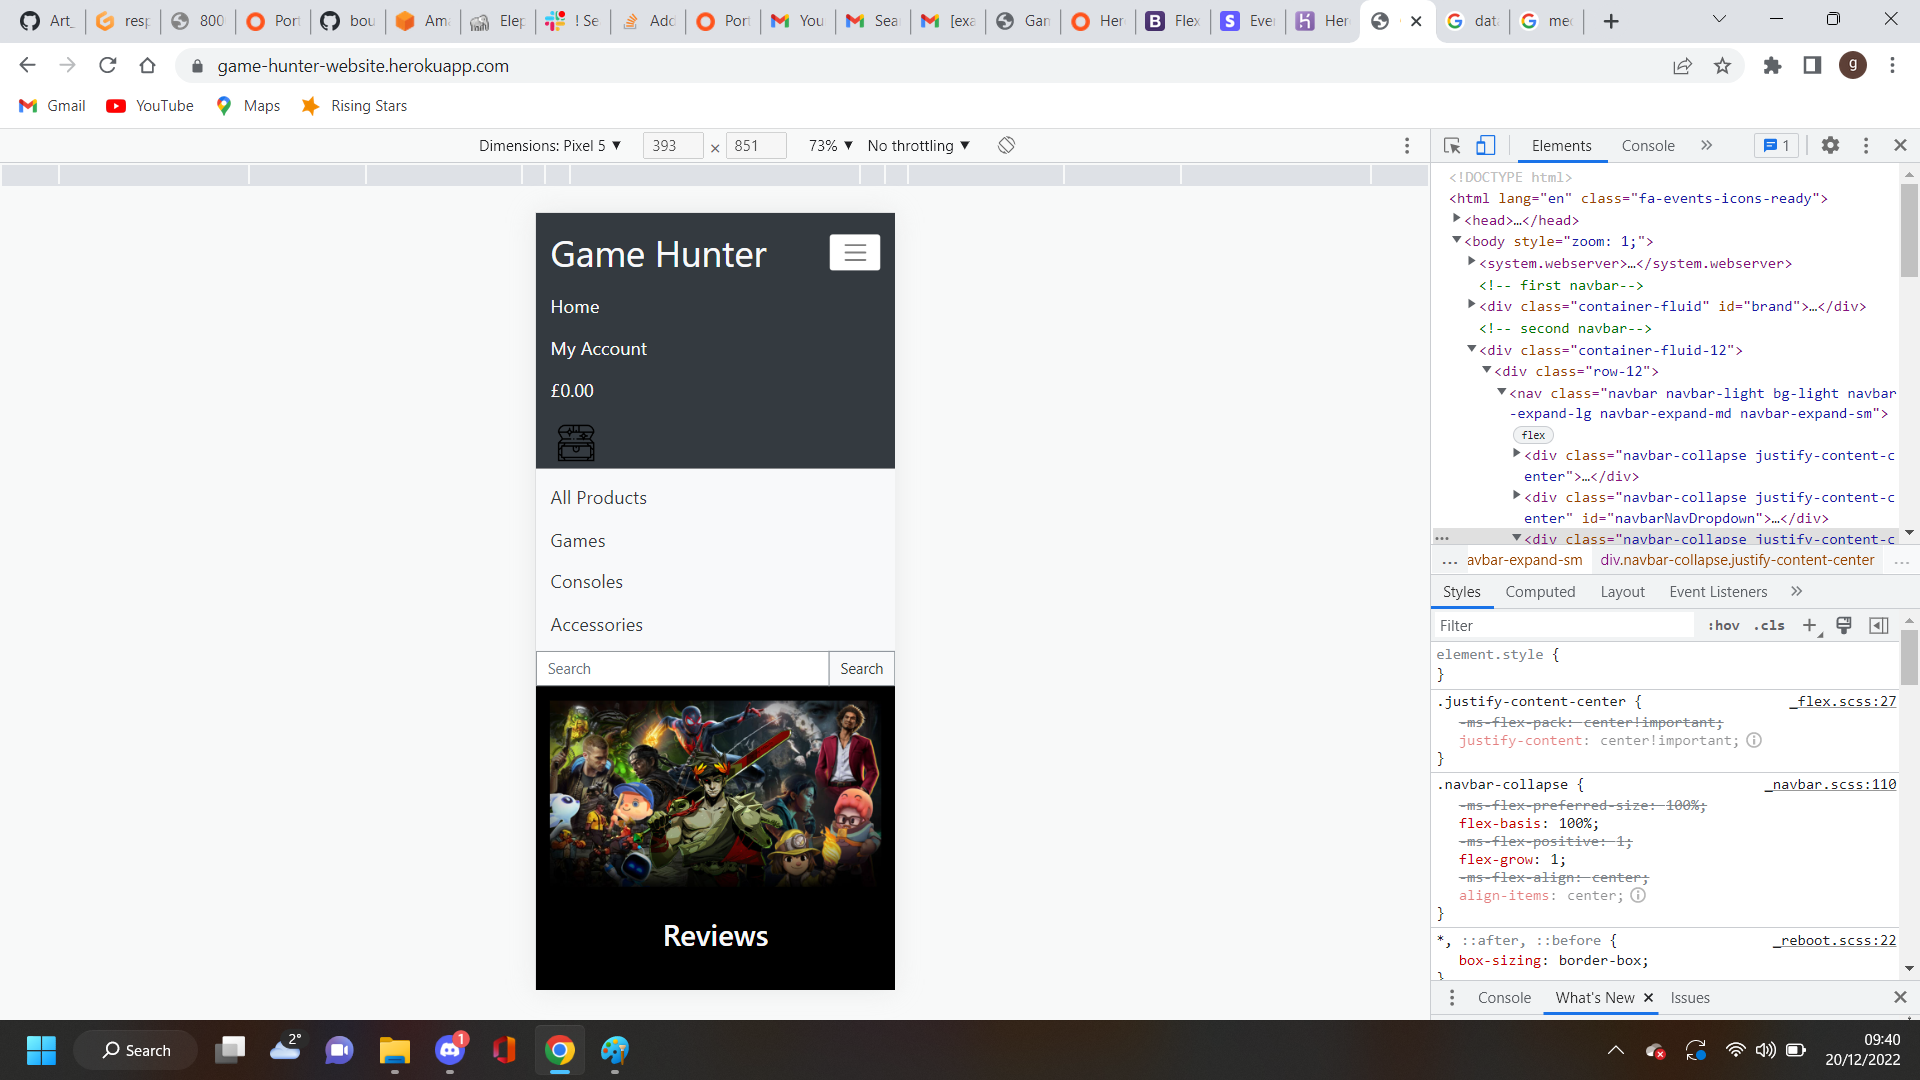 Art_
resp
800
Port
bou
Ama
Elep
! Se
Add
Port
You
Sea
[exa
Gam
Her
Flex
Eve
Her
dat
me
game-hunter-website.herokuapp.com
g
Gmail
YouTube
Maps
Rising Stars
Dimensions: Pixel 5 ▼ 393 × 851 73% ▼ No throttling ▼
Game Hunter
Home
My Account
£0.00
All Products
Games
Consoles
Accessories
Search Search
Reviews
Elements Console » 1
<!DOCTYPE html>
<html lang="en" class="fa-events-icons-ready">
<head>…</head>
<body style="zoom: 1;">
<system.webserver>…</system.webserver>
<!-- first navbar-->
<div class="container-fluid" id="brand">…</div>
<!-- second navbar-->
<div class="container-fluid-12">
<div class="row-12">
<nav class="navbar navbar-light bg-light navbar
-expand-lg navbar-expand-md navbar-expand-sm">
flex
<div class="navbar-collapse justify-content-c
enter">…</div>
<div class="navbar-collapse justify-content-c
enter" id="navbarNavDropdown">…</div>
<div class="navbar-collapse justify-content-c
… avbar-expand-sm div.navbar-collapse.justify-content-center …
Styles Computed Layout Event Listeners »
Filter :hov .cls +
element.style {
}
.justify-content-center { _flex.scss:27
-ms-flex-pack: center!important;
justify-content: center!important;
}
.navbar-collapse { _navbar.scss:110
-ms-flex-preferred-size: 100%;
flex-basis: 100%;
-ms-flex-positive: 1;
flex-grow: 1;
-ms-flex-align: center;
align-items: center;
}
*, ::after, ::before { _reboot.scss:22
box-sizing: border-box;
}
Console What's New × Issues
Search
2°
1
09:40
20/12/2022